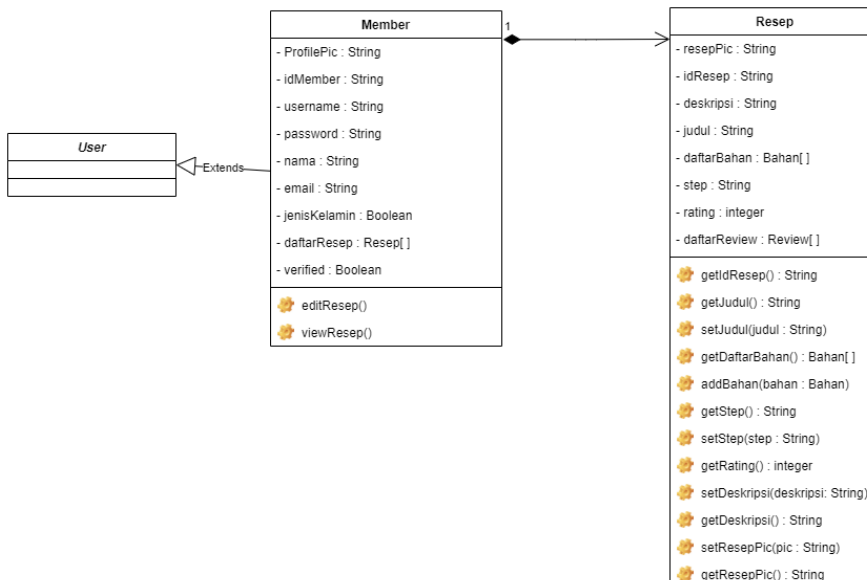 User
Extends
Member
- ProfilePic : String
- idMember : String
- username : String
- password : String
- nama : String
- email : String
- jenisKelamin : Boolean
- daftarResep : Resep[ ]
- verified : Boolean
editResep()
viewResep()
1
Resep
- resepPic : String
- idResep : String
- deskripsi : String
- judul : String
- daftarBahan : Bahan[ ]
- step : String
- rating : integer
- daftarReview : Review[ ]
getIdResep() : String
getJudul() : String
setJudul(judul : String)
getDaftarBahan() : Bahan[ ]
addBahan(bahan : Bahan)
getStep() : String
setStep(step : String)
getRating() : integer
setDeskripsi(deskripsi: String)
getDeskripsi() : String
setResepPic(pic : String)
getResepPic() : String